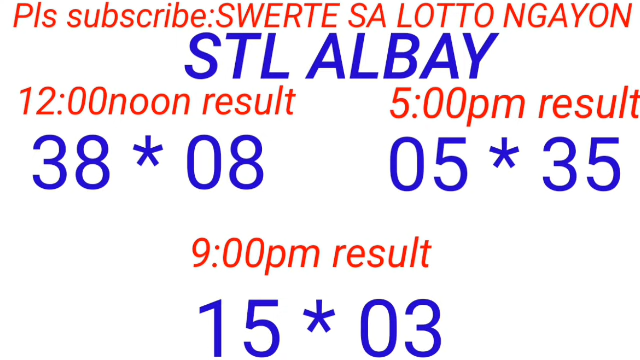 Pls subscribe:SWERTE SA LOTTO NGAYON
STL ALBAY
12:00noon result
5:00pm result
38 * 08
05 * 35
9:00pm result
15 * 03